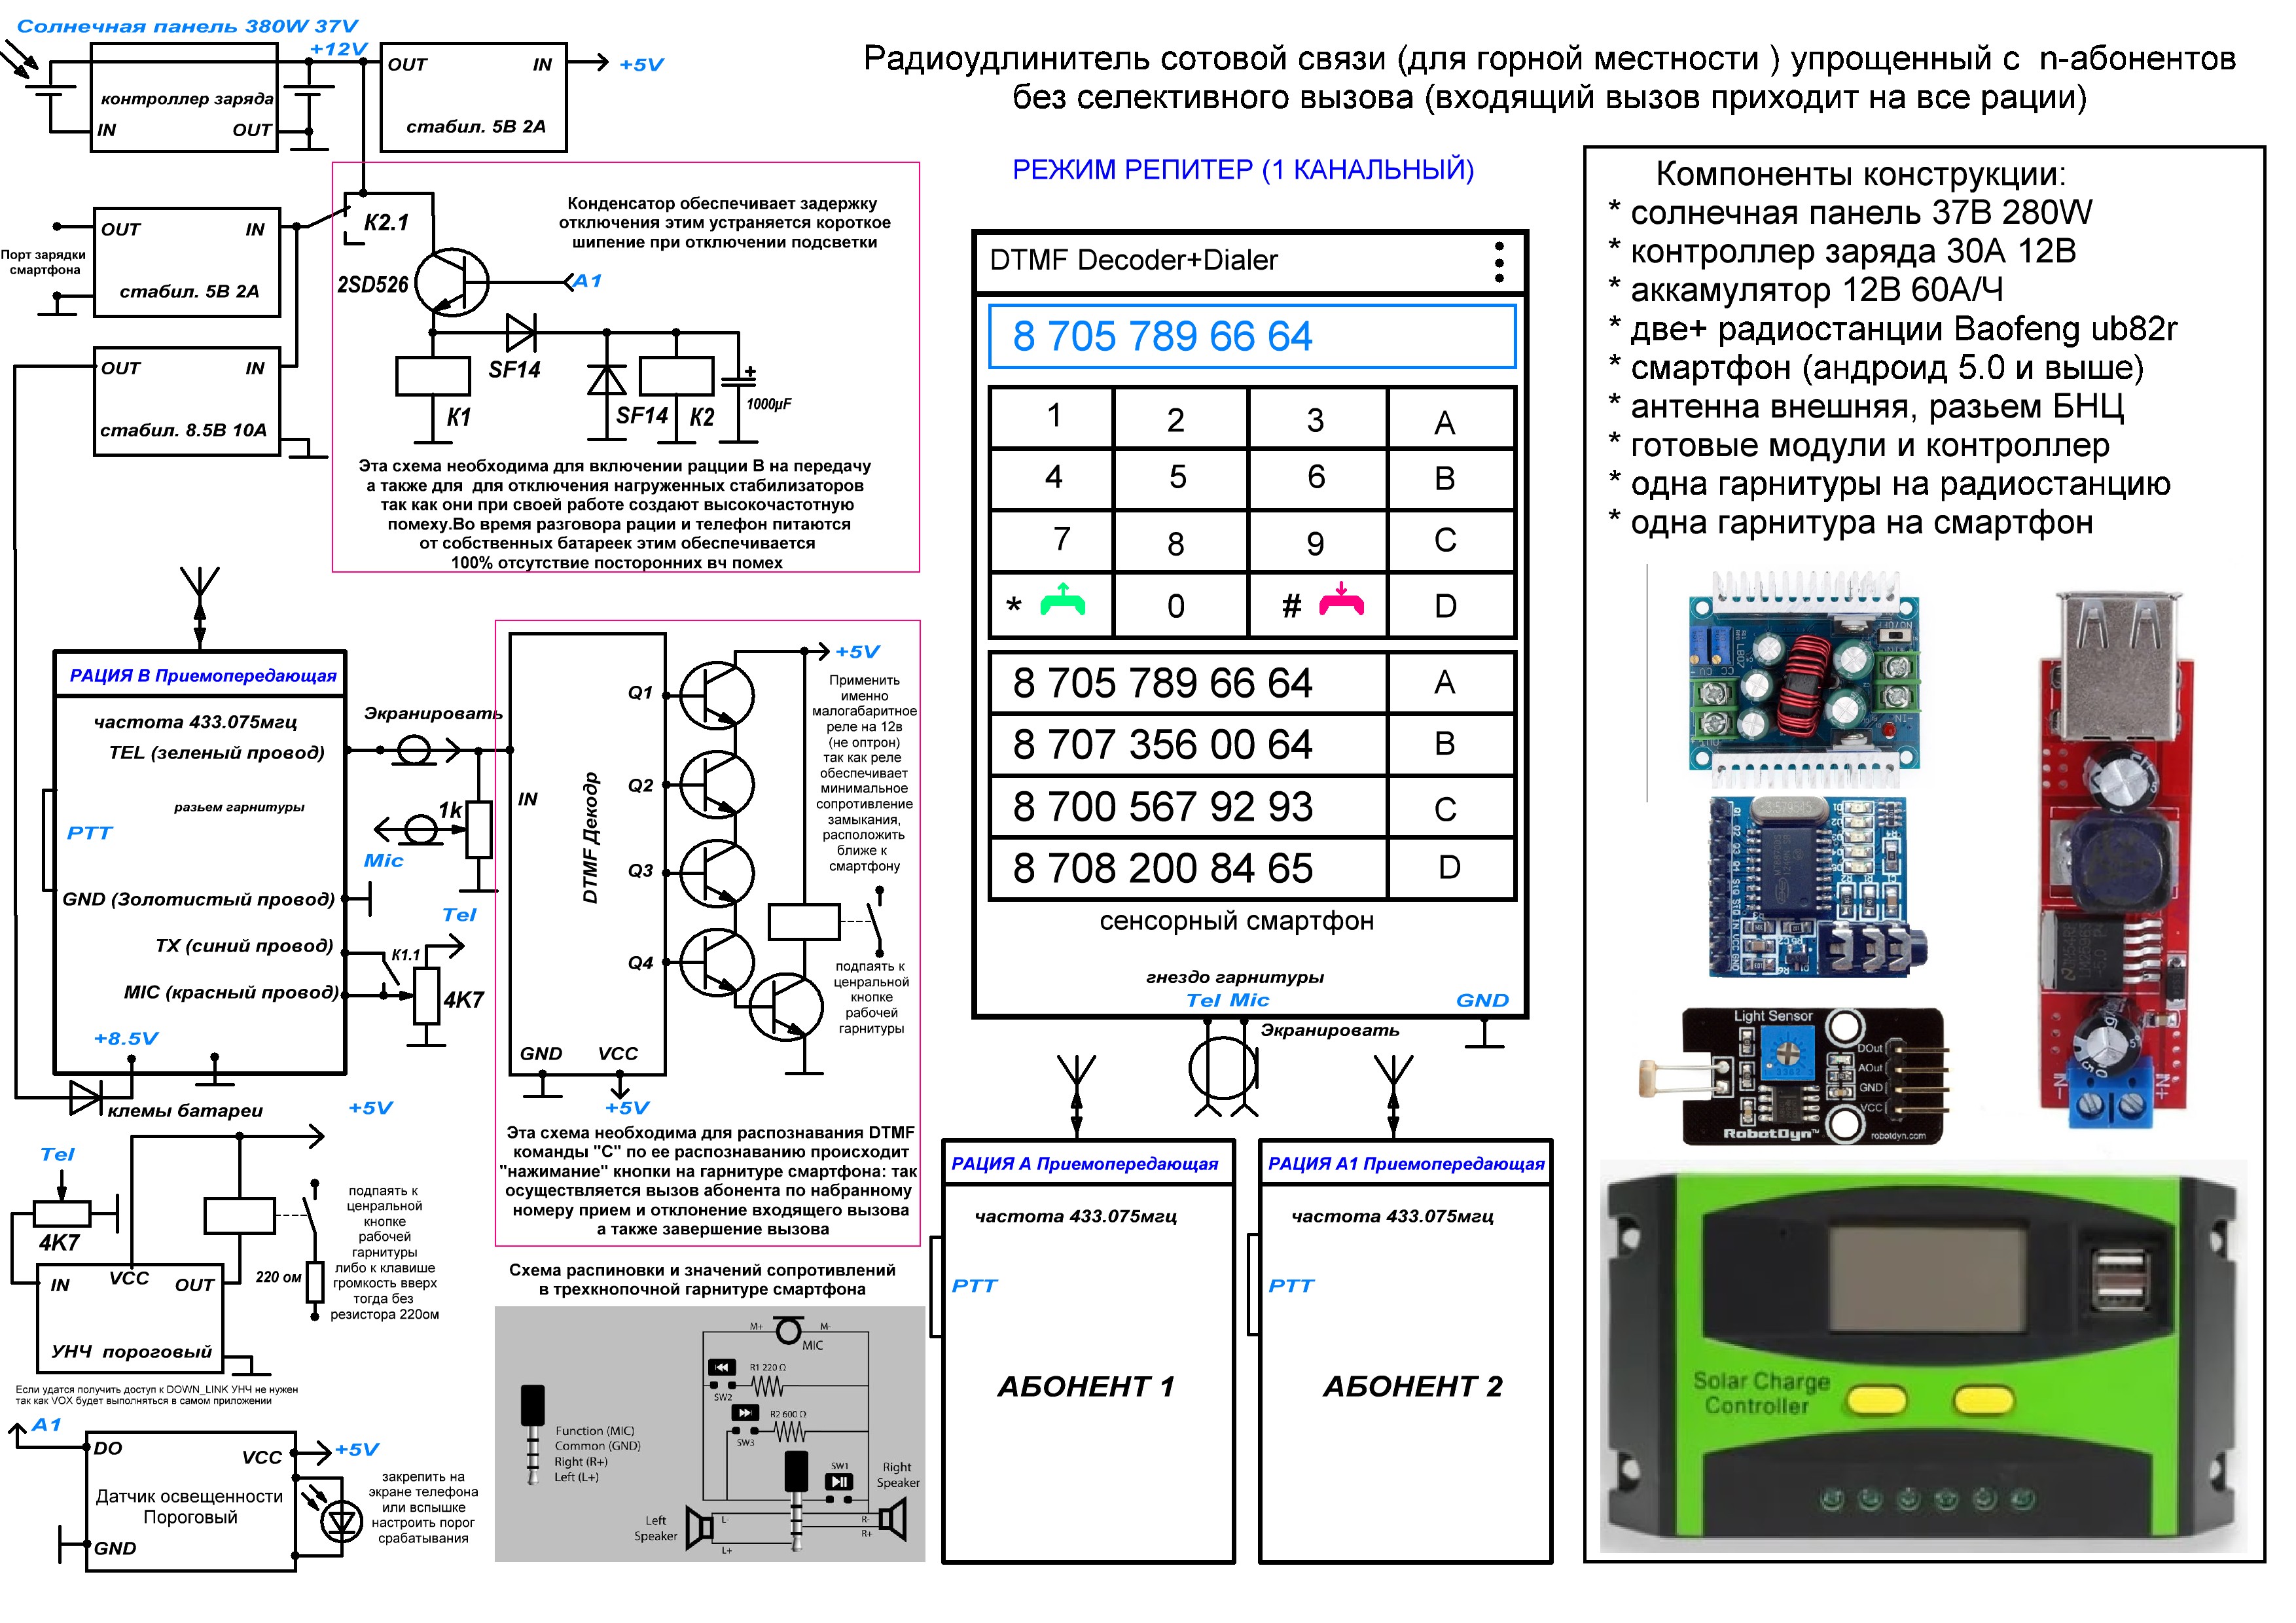 Солнечная панель 380W 37V
+12V
OUT
IN
+5V
контроллер заряда
IN
OUT
стабил. 5В 2А
Радиоудлинитель сотовой связи (для горной местности ) упрощенный с n-абонентов
без селективного вызова (входящий вызов приходит на все рации)
РЕЖИМ РЕПИТЕР (1 КАНАЛЬНЫЙ)
OUT
IN
Порт зарядки
смартфона
стабил. 5В 2А
OUT
IN
стабил. 8.5В 10А
К2.1
Конденсатор обеспечивает задержку
отключения этим устраняется короткое
шипение при отключении подсветки
2SD526
A1
SF14
К1
SF14
К2
+
1000μF
Эта схема необходима для включении рацции В на передачу
а также для  для отключения нагруженных стабилизаторов
так как они при своей работе создают высокочастотную
помеху.Во время разговора рации и телефон питаются
от собственных батареек этим обеспечивается
100% отсутствие посторонних вч помех
РАЦИЯ В Приемопередающая
частота 433.075мгц
TEL (зеленый провод)
разьем гарнитуры
PTT
GND (Золотистый провод)
TX (синий провод)
MIC (красный провод)
+8.5V
клемы батареи
Экранировать
1k
Mic
Tel
К1.1
4K7
Q1
Q2
Q3
Q4
IN
DTMF Декодр
GND
VCC
+5V
+5V
Применить
именно
малогабаритное
реле на 12в
(не оптрон)
так как реле
обеспечивает
минимальное
сопротивление
замыкания,
расположить
ближе к
смартфону
подпаять к
ценральной
кнопке
рабочей
гарнитуры
Эта схема необходима для распознавания DTMF
команды "С" по ее распознаванию происходит
"нажимание" кнопки на гарнитуре смартфона: так
осуществляется вызов абонента по набранному
номеру прием и отклонение входящего вызова
а также завершение вызова
+5V
Tel
4K7
IN
VCC
OUT
УНЧ  пороговый
220 ом
подпаять к
ценральной
кнопке
рабочей
гарнитуры
либо к клавише
громкость вверх
тогда без
резистора 220ом
Если удатся получить доступ к DOWN_LINK УНЧ не нужен
так как VOX будет выполняться в самом приложении
A1
DO
VCC
+5V
Датчик освещенности
Пороговый
GND
закрепить на
экране телефона
или вспышке
настроить порог
срабатывания
Схема распиновки и значений сопротивлений
в трехкнопочной гарнитуре смартфона
M+
M-
MIC
R1 220 Ω
SW2
R2 600 Ω
SW3
Function (MIC)
Common (GND)
Right (R+)
Left (L+)
SW1
Right
Speaker
Left
Speaker
L-
L+
R-
R+
DTMF Decoder+Dialer
8 705 789 66 64
1
2
3
A
4
5
6
B
7
8
9
C
*
0
#
D
8 705 789 66 64
A
8 707 356 00 64
B
8 700 567 92 93
C
8 708 200 84 65
D
сенсорный смартфон
гнездо гарнитуры
Tel Mic
GND
Экранировать
РАЦИЯ А Приемопередающая
частота 433.075мгц
PTT
АБОНЕНТ 1
РАЦИЯ А1 Приемопередающая
частота 433.075мгц
PTT
АБОНЕНТ 2
Компоненты конструкции:
* солнечная панель 37В 280W
* контроллер заряда 30А 12В
* аккамулятор 12В 60А/Ч
* две+ радиостанции Baofeng ub82r
* смартфон (андроид 5.0 и выше)
* антенна внешняя, разьем БНЦ
* готовые модули и контроллер
* одна гарнитуры на радиостанцию
* одна гарнитура на смартфон
Light Sensor
DOut
AOut
GND
VCC
RobotDyn™
robotdyn.com
IN-
IN+
Solar Charge
Controller